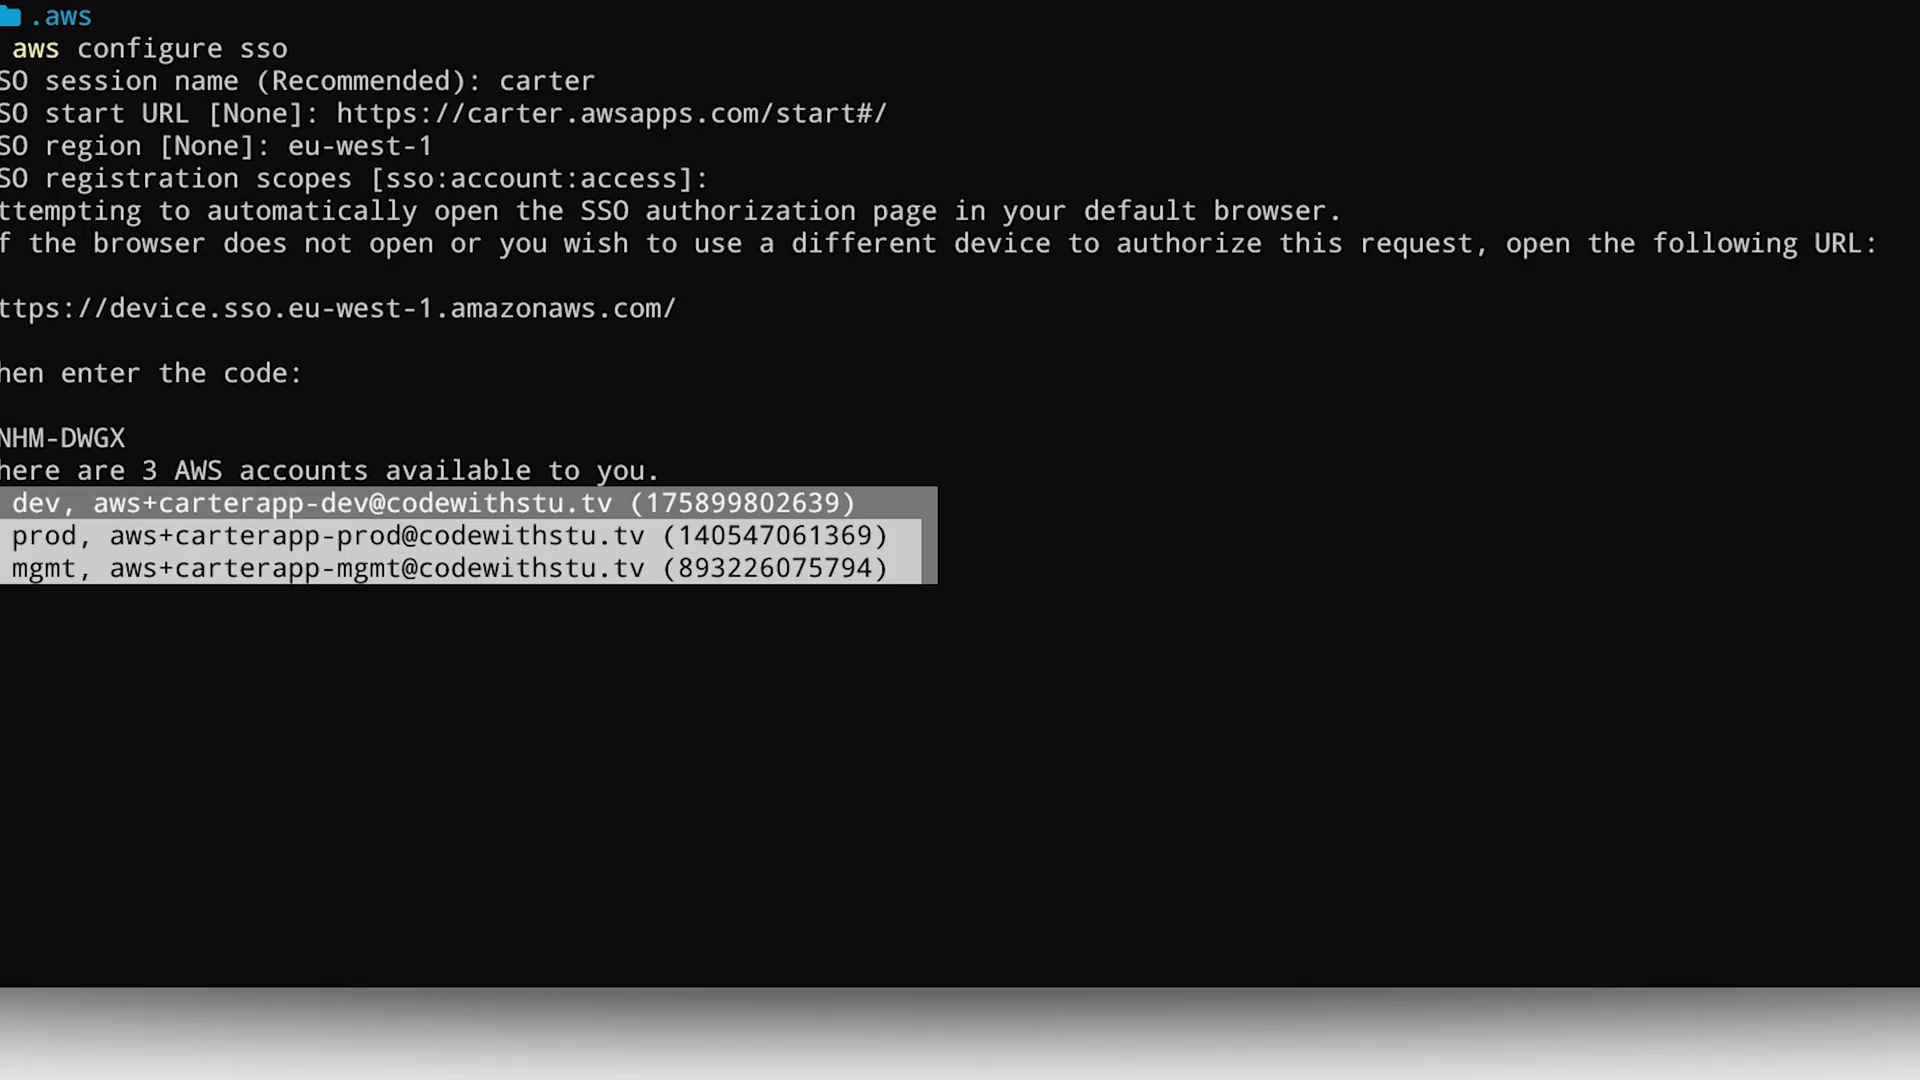 .aws
aws configure sso
SO session name (Recommended): carter
SO start URL [None]: https://carter.awsapps.com/start#/
SO region [None]: eu-west-1
SO registration scopes [sso:account:access]:
ttempting to automatically open the SSO authorization page in your default browser.
f the browser does not open or you wish to use a different device to authorize this request, open the following URL:
ttps://device.sso.eu-west-1.amazonaws.com/
hen enter the code:
NHM-DWGX
here are 3 AWS accounts available to you.
dev, aws+carterapp-dev@codewithstu.tv (175899802639)
prod, aws+carterapp-prod@codewithstu.tv (140547061369)
mgmt, aws+carterapp-mgmt@codewithstu.tv (893226075794)